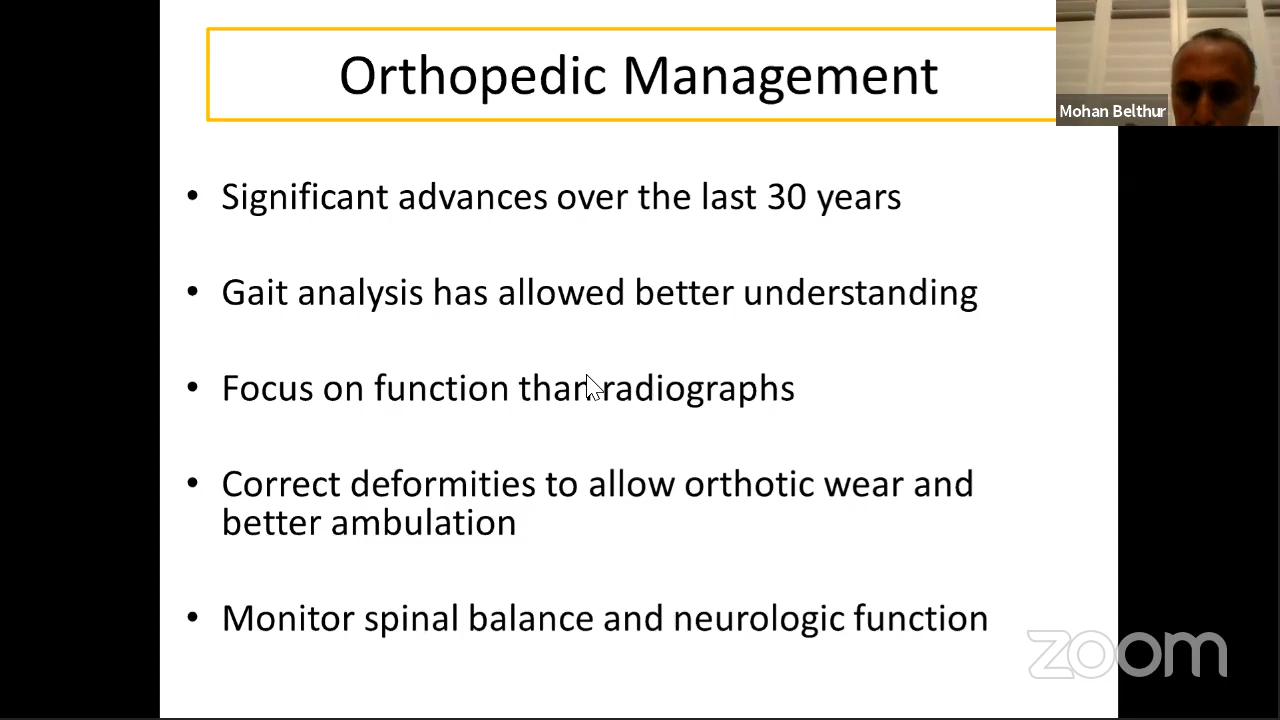 Orthopedic Management
Mohan Belthur
• Significant advances over the last 30 years
• Gait analysis has allowed better understanding
• Focus on function than radiographs
• Correct deformities to allow orthotic wear and
better ambulation
• Monitor spinal balance and neurologic function
zoom